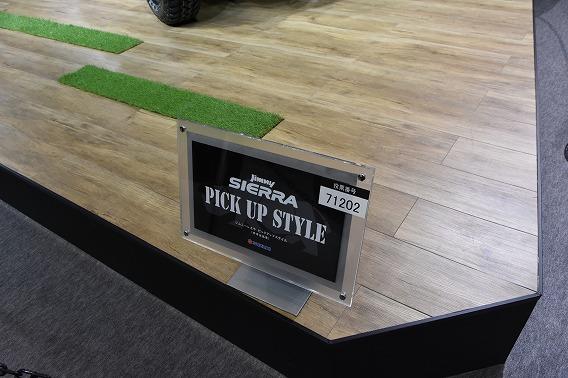 Jimny
SIERRA
PICK UP STYLE
投票番号
71202